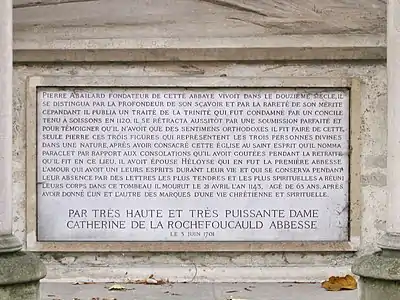 PIERRE ABAILARD FONDATEUR DE CETTE ABBAYE VIVOIT DANS LE DOUZIEME SIECLE, IL
SE DISTINGUA PAR LA PROFONDEUR DE SON SÇAVOIR ET PAR LA RARETÉ DE SON MÉRITE
CEPENDANT IL PUBLIA UN TRAITÉ DE LA TRINITÉ QUI FUT CONDAMNÉ PAR UN CONCILE
TENU A SOISSONS EN 1120. IL SE RÉTRACTA AUSSITÔT PAR UNE SOUMISSION PARFAITE ET
POUR TÉMOIGNER QU'IL N'AVOIT QUE DES SENTIMENS ORTHODOXES, IL FIT FAIRE DE CETTE
SEULE PIERRE CES TROIS FIGURES QUI REPRÉSENTENT LES TROIS PERSONNES DIVINES
DANS UNE NATURE, APRÈS AVOIR CONSACRÉ CETTE ÉGLISE AU SAINT ESPRIT QU'IL NOMMA
PARACLET PAR RAPPORT AUX CONSOLATIONS QU'IL AVOIT GOUTÉES PENDANT LA RETRAITE
QU'IL FIT EN CE LIEU. IL AVOIT ÉPOUSÉ HÉLOYSE QUI EN FUT LA PREMIÈRE ABBESSE.
L'AMOUR QUI AVOIT UNI LEURS ESPRITS DURANT LEUR VIE ET QUI SE CONSERVA PENDANT
LEUR ABSENCE PAR DES LETTRES LES PLUS TENDRES ET LES PLUS SPIRITUELLES A RÉUNI
LEURS CORPS DANS CE TOMBEAU. IL MOURUT LE 21 AVRIL L'AN 1143, AGÉ DE 63 ANS, APRÈS
AVOIR DONNÉ L'UN ET L'AUTRE DES MARQUES D'UNE VIE CHRÉTIENNE ET SPIRITUELLE.
PAR TRÈS HAUTE ET TRÈS PUISSANTE DAME
CATHERINE DE LA ROCHEFOUCAULD ABBESSE
LE 3 JUIN 1701